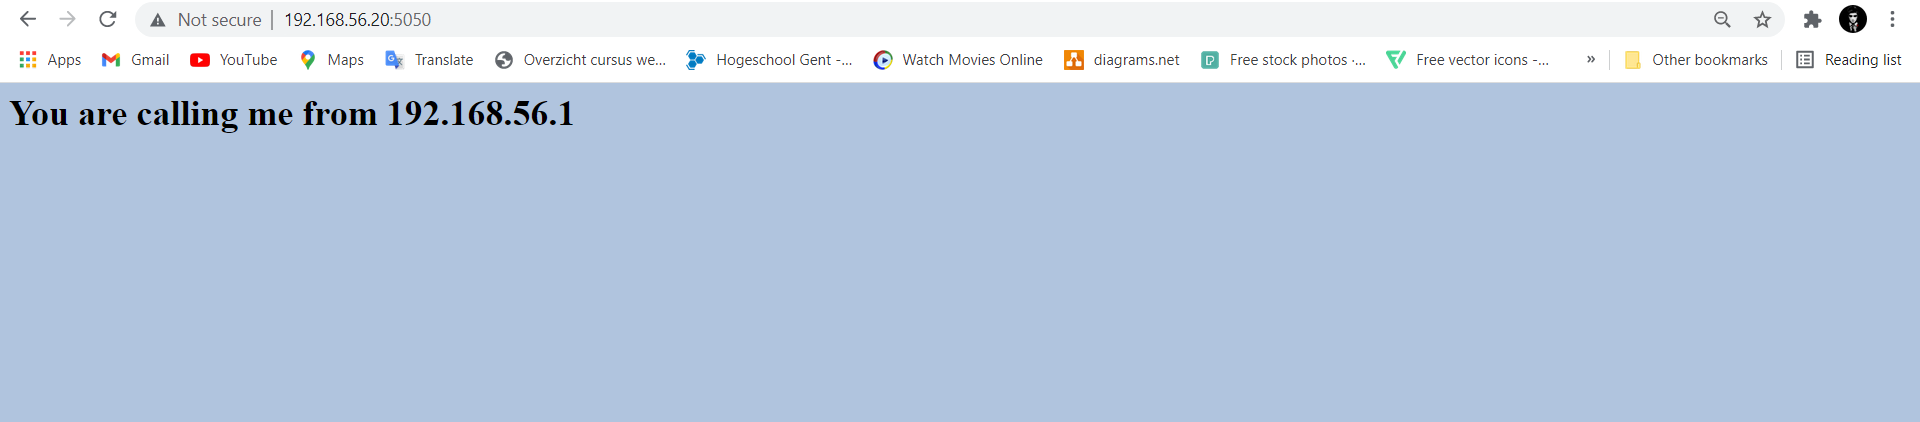 Not secure | 192.168.56.20:5050
Apps Gmail YouTube Maps Translate Overzicht cursus we... Hogeschool Gent -... Watch Movies Online diagrams.net Free stock photos ·... Free vector icons -... » Other bookmarks Reading list
You are calling me from 192.168.56.1